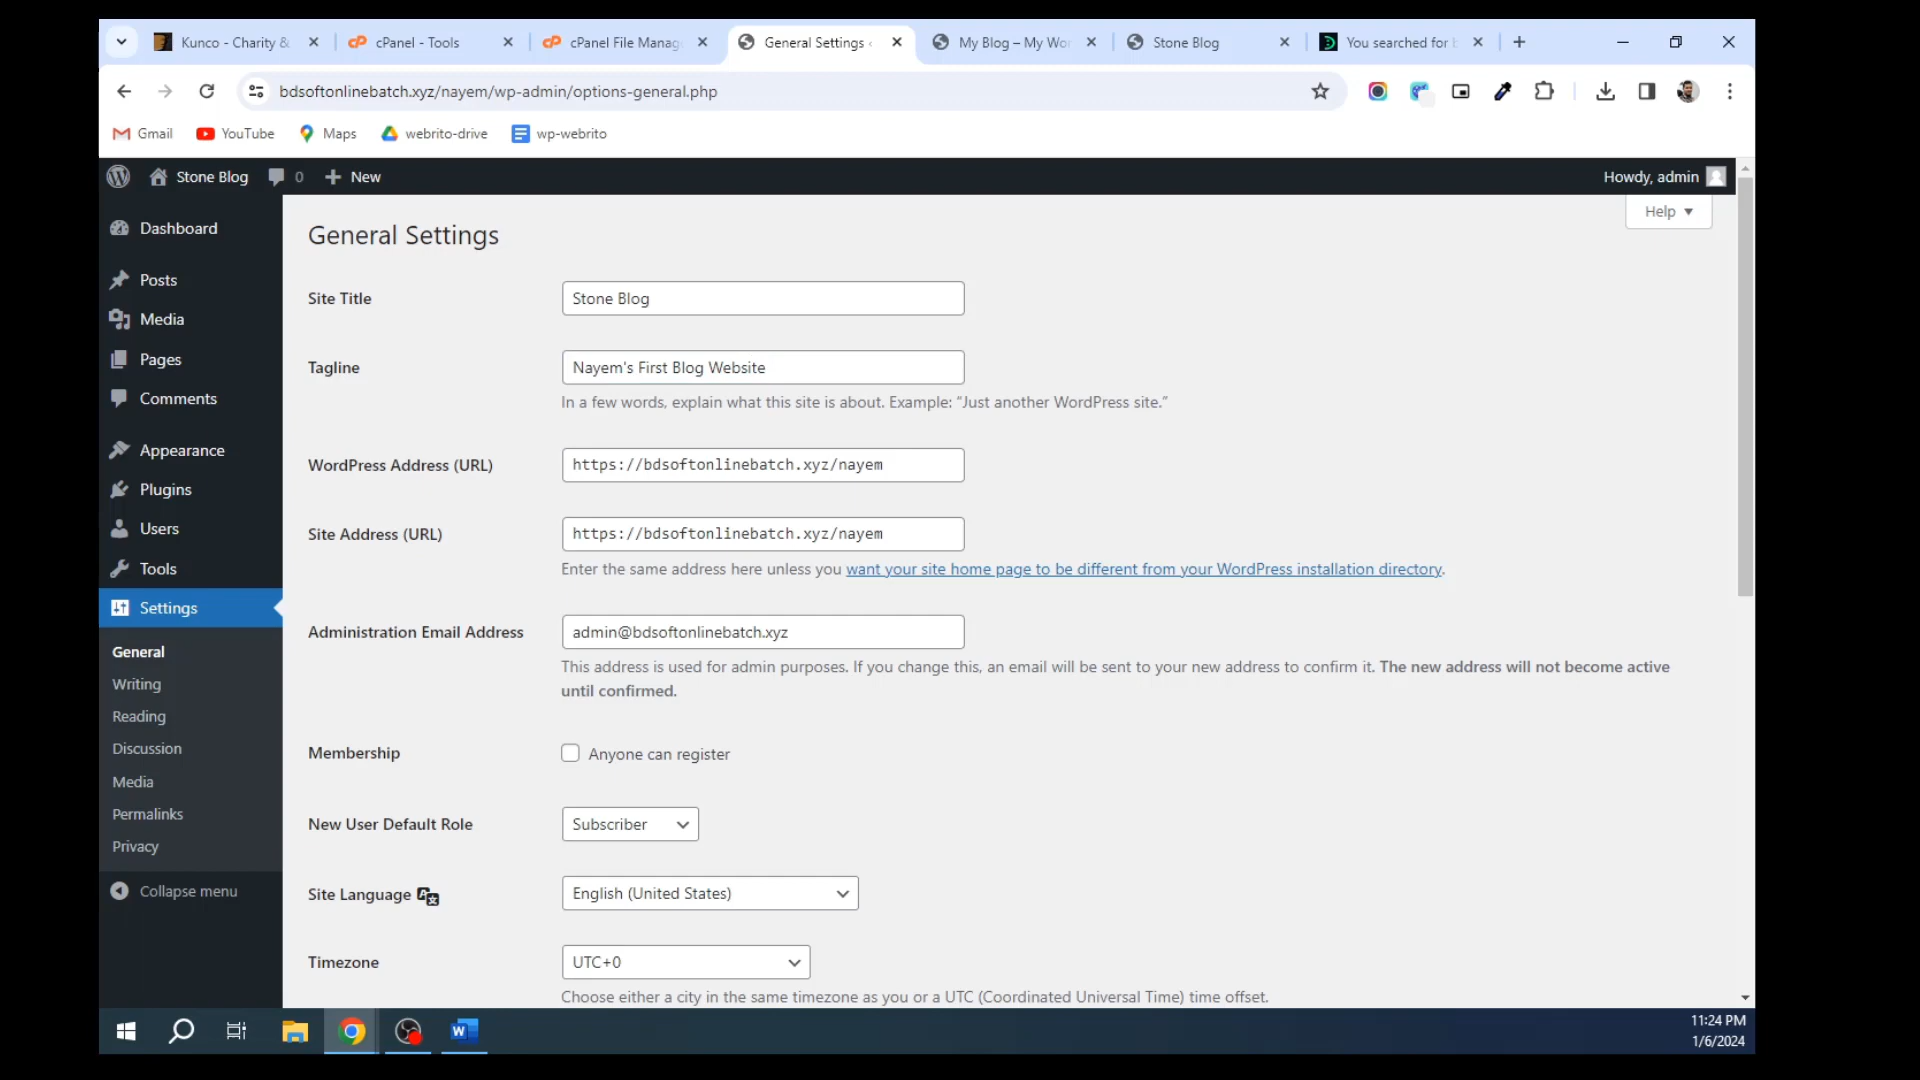 Kunco - Charity &
cPanel - Tools
cPanel File Manag
General Settings ‹
My Blog – My Wor
Stone Blog
You searched for b
bdsoftonlinebatch.xyz/nayem/wp-admin/options-general.php
Gmail
YouTube
Maps
webrito-drive
wp-webrito
Stone Blog
0
New
Howdy, admin
Help
Dashboard
Posts
Media
Pages
Comments
Appearance
Plugins
Users
Tools
Settings
General
Writing
Reading
Discussion
Media
Permalinks
Privacy
Collapse menu
General Settings
Site Title
Stone Blog
Tagline
Nayem's First Blog Website
In a few words, explain what this site is about. Example: “Just another WordPress site.”
WordPress Address (URL)
https://bdsoftonlinebatch.xyz/nayem
Site Address (URL)
https://bdsoftonlinebatch.xyz/nayem
Enter the same address here unless you want your site home page to be different from your WordPress installation directory.
Administration Email Address
admin@bdsoftonlinebatch.xyz
This address is used for admin purposes. If you change this, an email will be sent to your new address to confirm it. The new address will not become active
until confirmed.
Membership
Anyone can register
New User Default Role
Subscriber
Site Language
English (United States)
Timezone
UTC+0
Choose either a city in the same timezone as you or a UTC (Coordinated Universal Time) time offset.
11:24 PM
1/6/2024